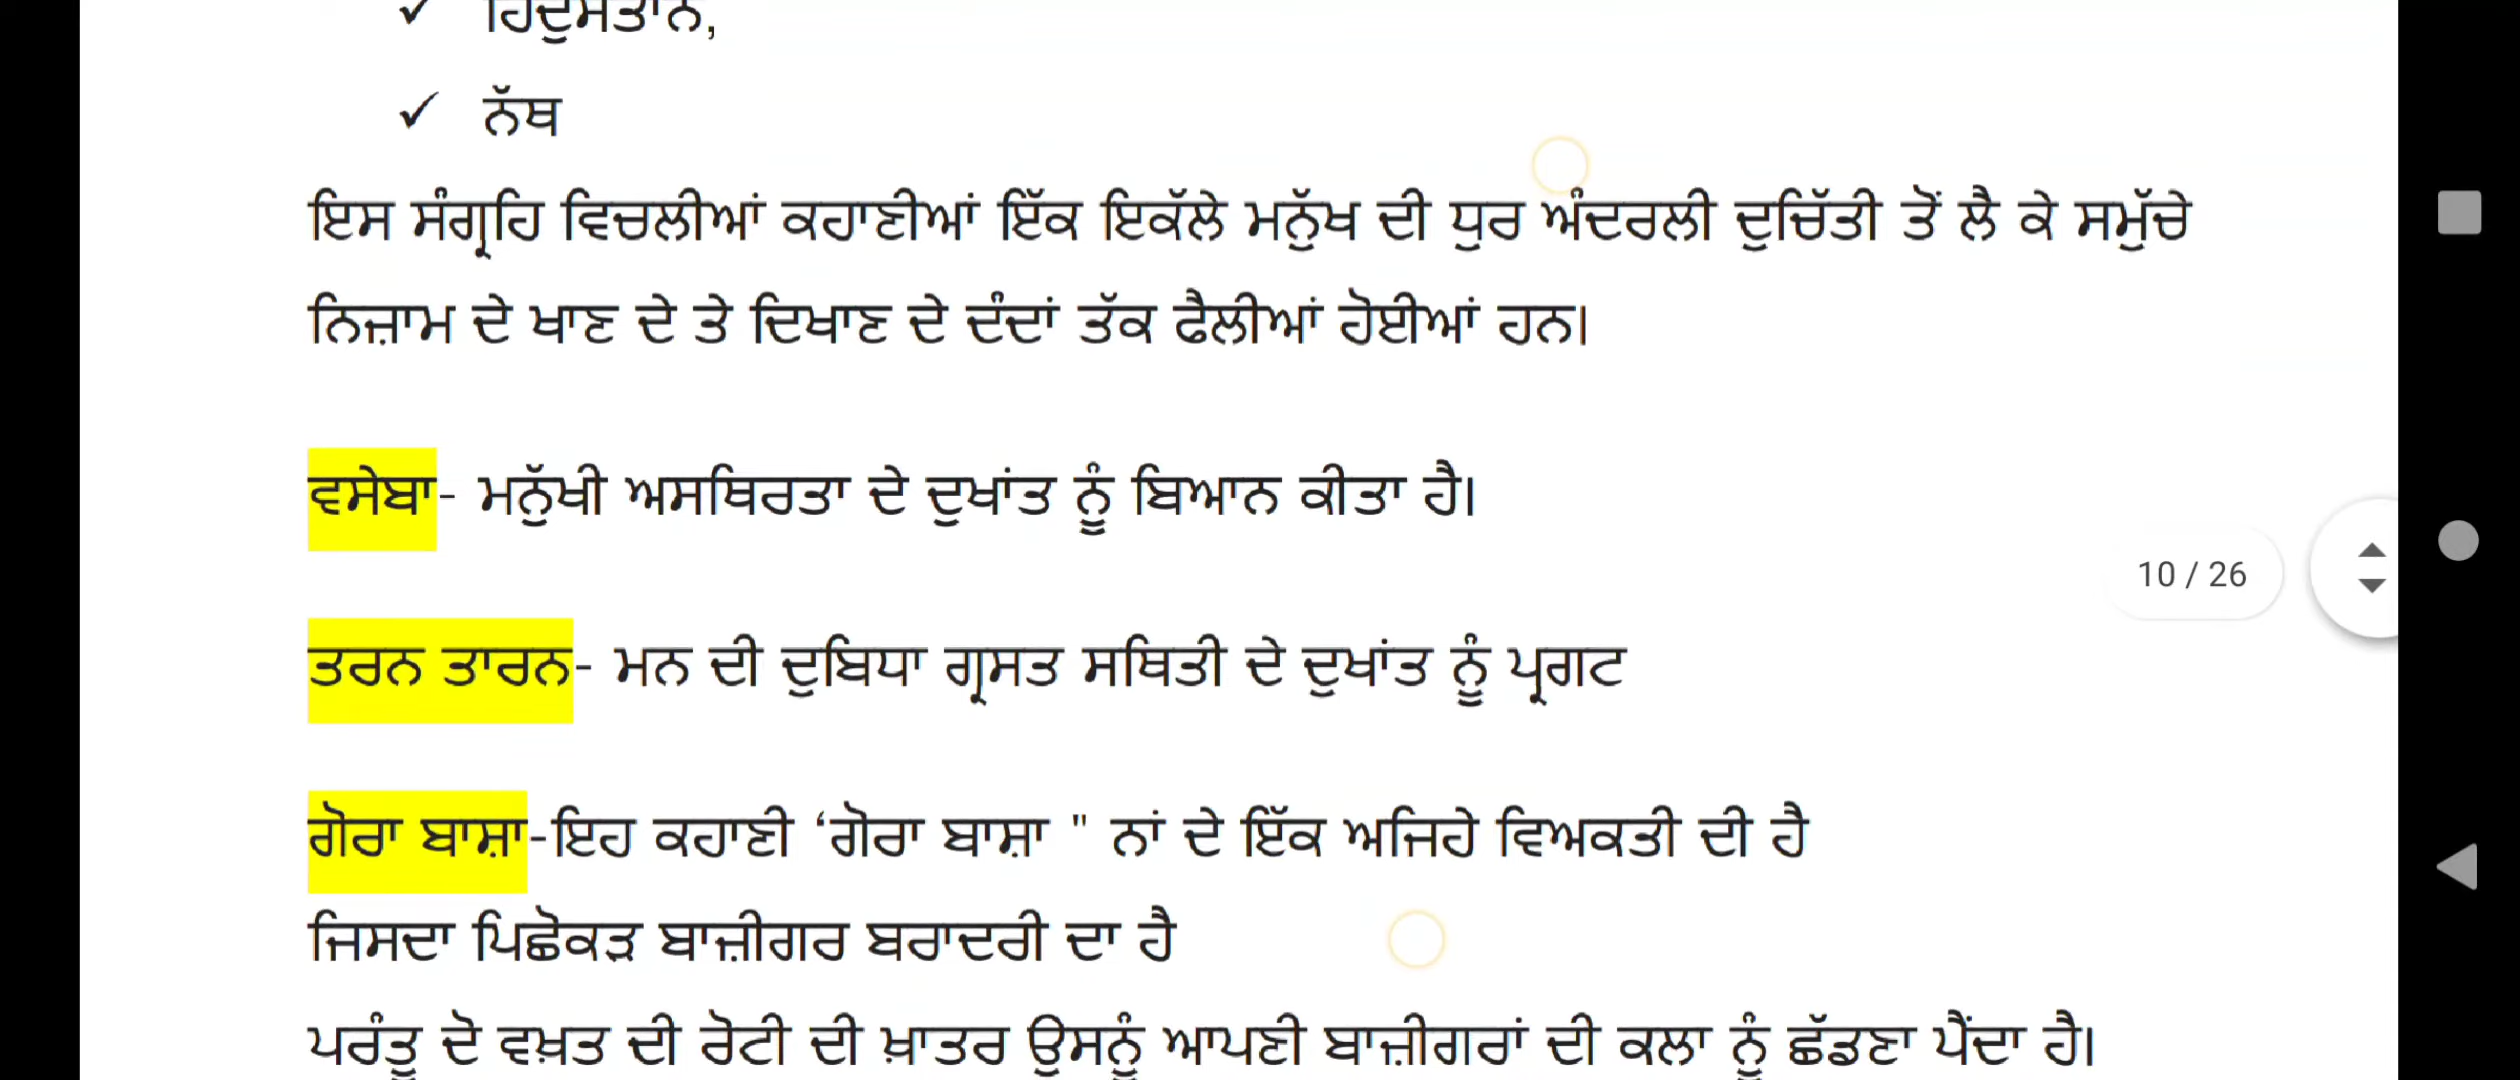 ✓ ਹਿੰਦੁਸਤਾਨ,
✓ ਨੱਥ
ਇਸ ਸੰਗ੍ਰਹਿ ਵਿਚਲੀਆਂ ਕਹਾਣੀਆਂ ਇੱਕ ਇਕੱਲੇ ਮਨੁੱਖ ਦੀ ਧੁਰ ਅੰਦਰਲੀ ਦੁਚਿੱਤੀ ਤੋਂ ਲੈ ਕੇ ਸਮੁੱਚੇ
ਨਿਜ਼ਾਮ ਦੇ ਖਾਣ ਦੇ ਤੇ ਦਿਖਾਣ ਦੇ ਦੰਦਾਂ ਤੱਕ ਫੈਲੀਆਂ ਹੋਈਆਂ ਹਨ।
ਵਸੇਬਾ- ਮਨੁੱਖੀ ਅਸਥਿਰਤਾ ਦੇ ਦੁਖਾਂਤ ਨੂੰ ਬਿਆਨ ਕੀਤਾ ਹੈ।
10 / 26
ਤਰਨ ਤਾਰਨ- ਮਨ ਦੀ ਦੁਬਿਧਾ ਗ੍ਰਸਤ ਸਥਿਤੀ ਦੇ ਦੁਖਾਂਤ ਨੂੰ ਪ੍ਰਗਟ
ਗੋਰਾ ਬਾਸ਼ਾ-ਇਹ ਕਹਾਣੀ ‘ਗੋਰਾ ਬਾਸ਼ਾ " ਨਾਂ ਦੇ ਇੱਕ ਅਜਿਹੇ ਵਿਅਕਤੀ ਦੀ ਹੈ
ਜਿਸਦਾ ਪਿਛੋਕੜ ਬਾਜ਼ੀਗਰ ਬਰਾਦਰੀ ਦਾ ਹੈ
ਪਰੰਤੂ ਦੋ ਵਖ਼ਤ ਦੀ ਰੋਟੀ ਦੀ ਖ਼ਾਤਰ ਉਸਨੂੰ ਆਪਣੀ ਬਾਜ਼ੀਗਰਾਂ ਦੀ ਕਲਾ ਨੂੰ ਛੱਡਣਾ ਪੈਂਦਾ ਹੈ।